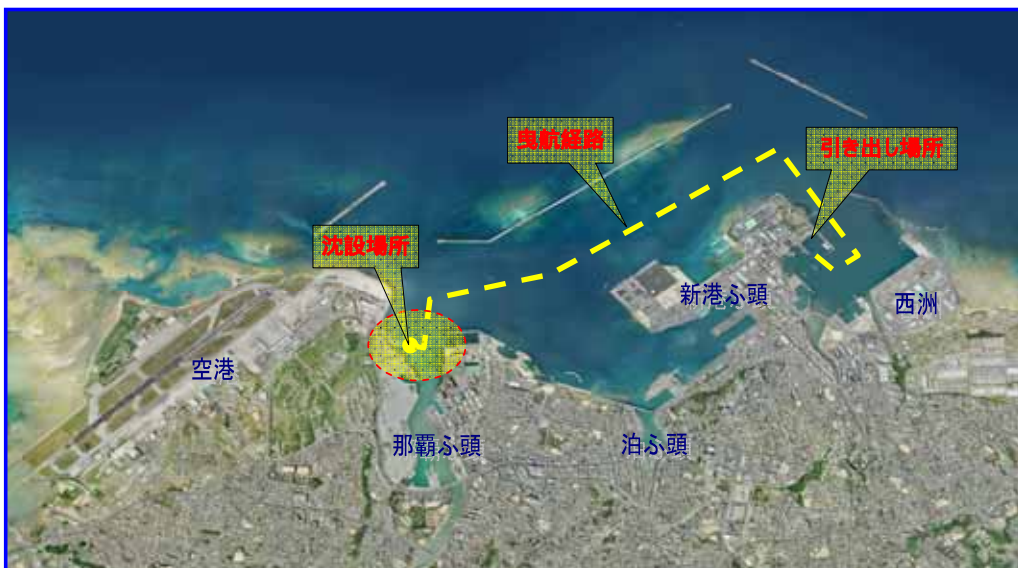 曳航経路
引き出し場所
沈設場所
新港ふ頭
西洲
空港
那覇ふ頭
泊ふ頭